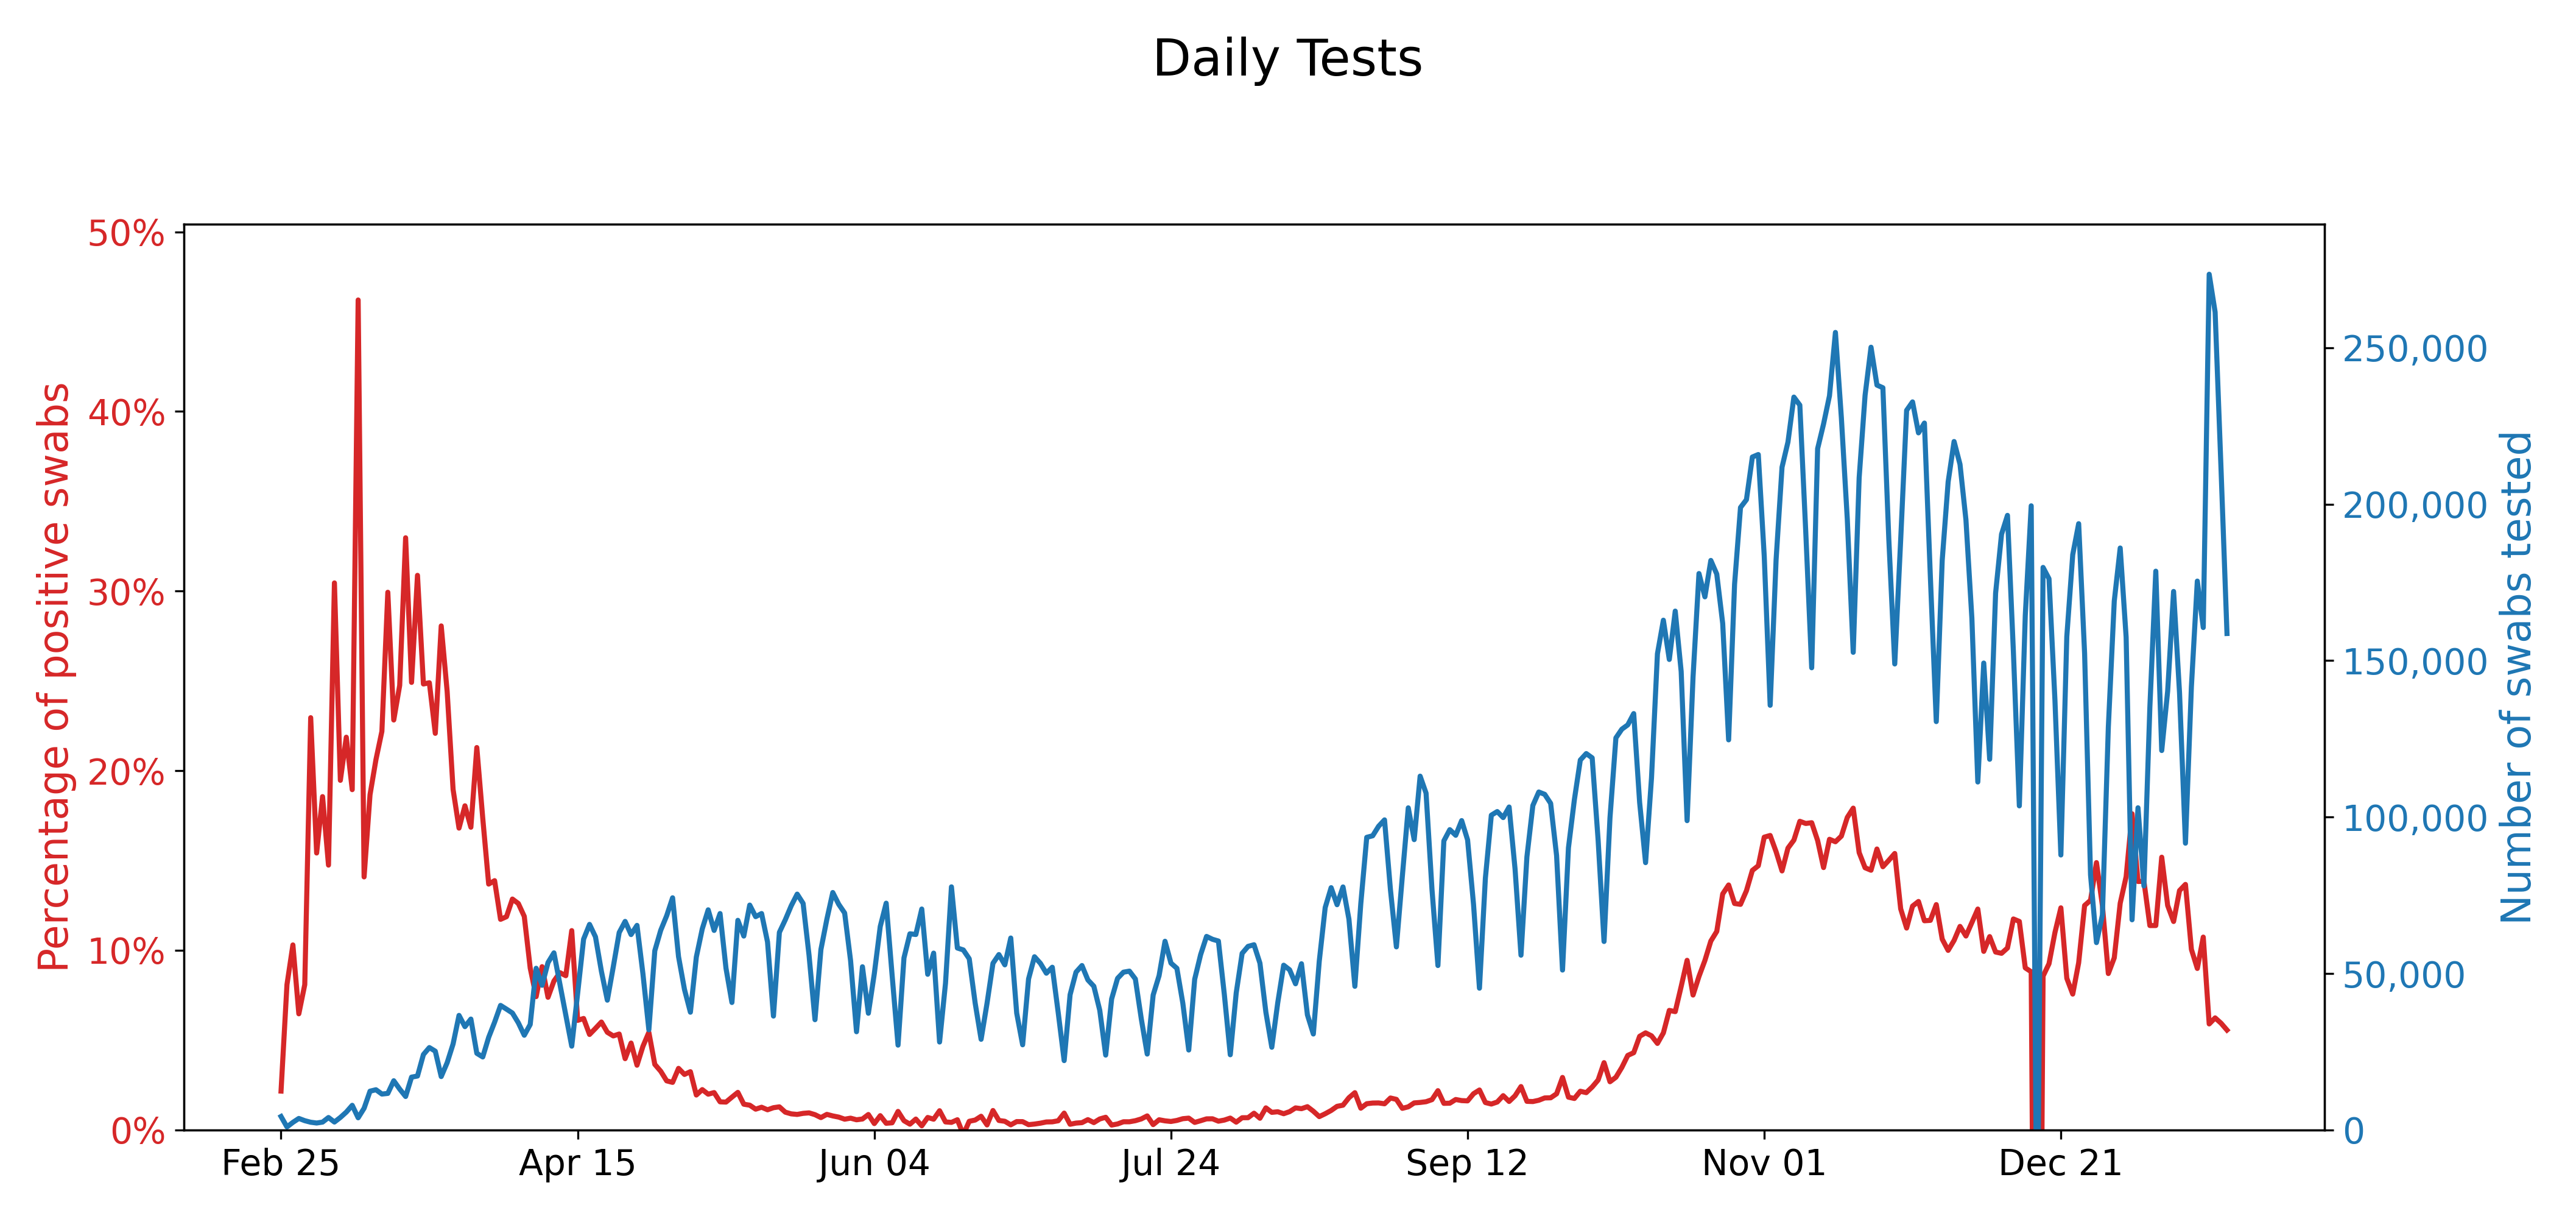 Daily Tests
Percentage of positive swabs
50%
40%
30%
20%
10%
0%
250,000
200,000
150,000
100,000
50,000
0
Number of swabs tested
Feb 25
Apr 15
Jun 04
Jul 24
Sep 12
Nov 01
Dec 21